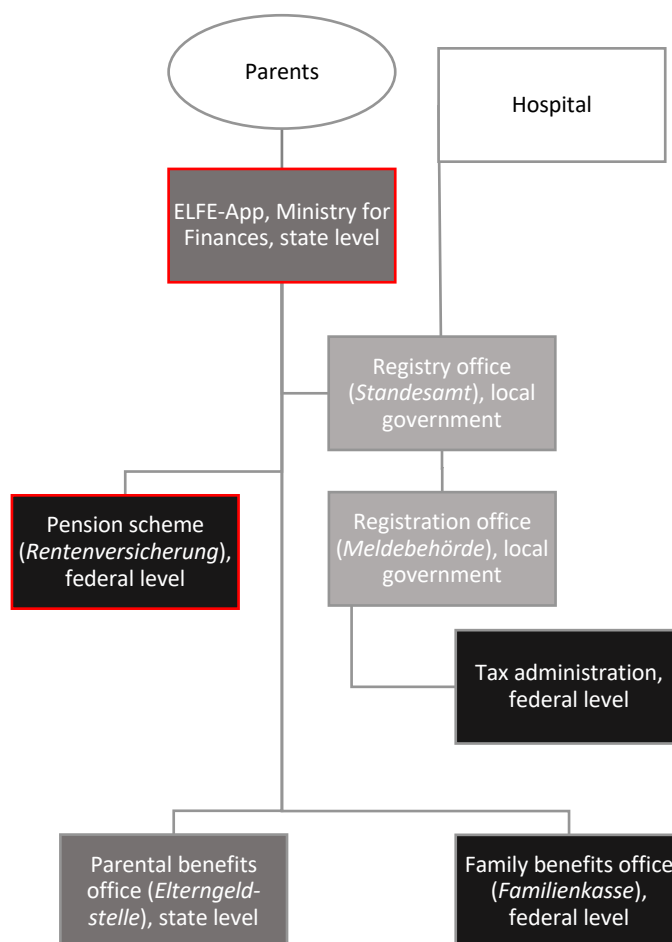 Parents
Hospital
ELFE-App, Ministry for
Finances, state level
Registry office
(Standesamt), local
government
Pension scheme
(Rentenversicherung),
federal level
Registration office
(Meldebehörde), local
government
Tax administration,
federal level
Parental benefits
office (Elterngeld-
stelle), state level
Family benefits office
(Familienkasse),
federal level